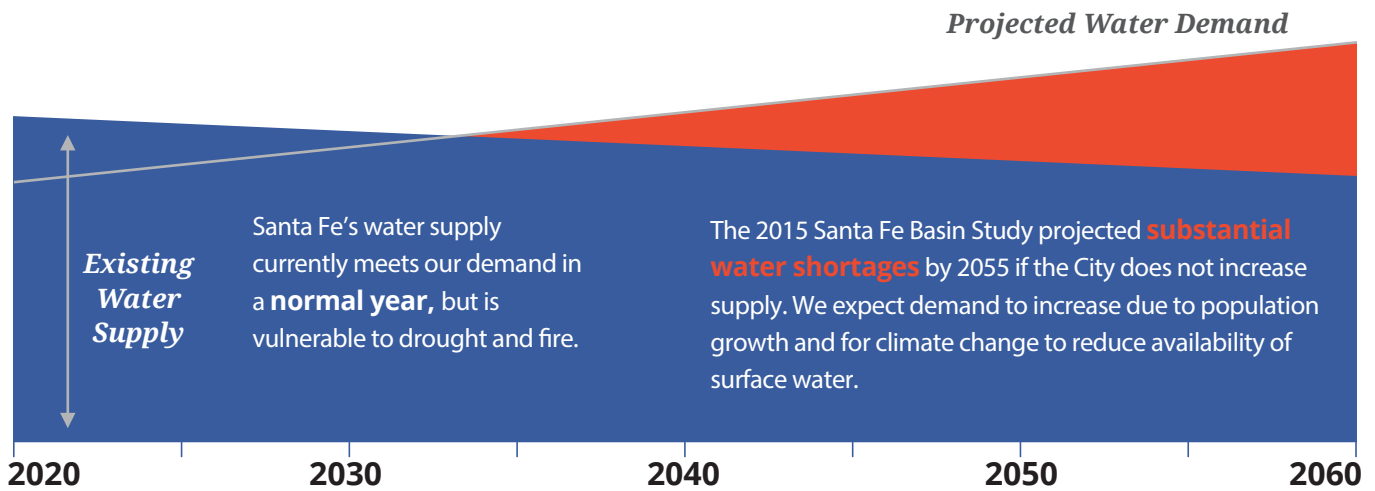 Projected Water Demand
Existing
Water
Supply
Santa Fe’s water supply
currently meets our demand in
a normal year, but is
vulnerable to drought and fire.
The 2015 Santa Fe Basin Study projected substantial
water shortages by 2055 if the City does not increase
supply. We expect demand to increase due to population
growth and for climate change to reduce availability of
surface water.
2020 2030 2040 2050 2060